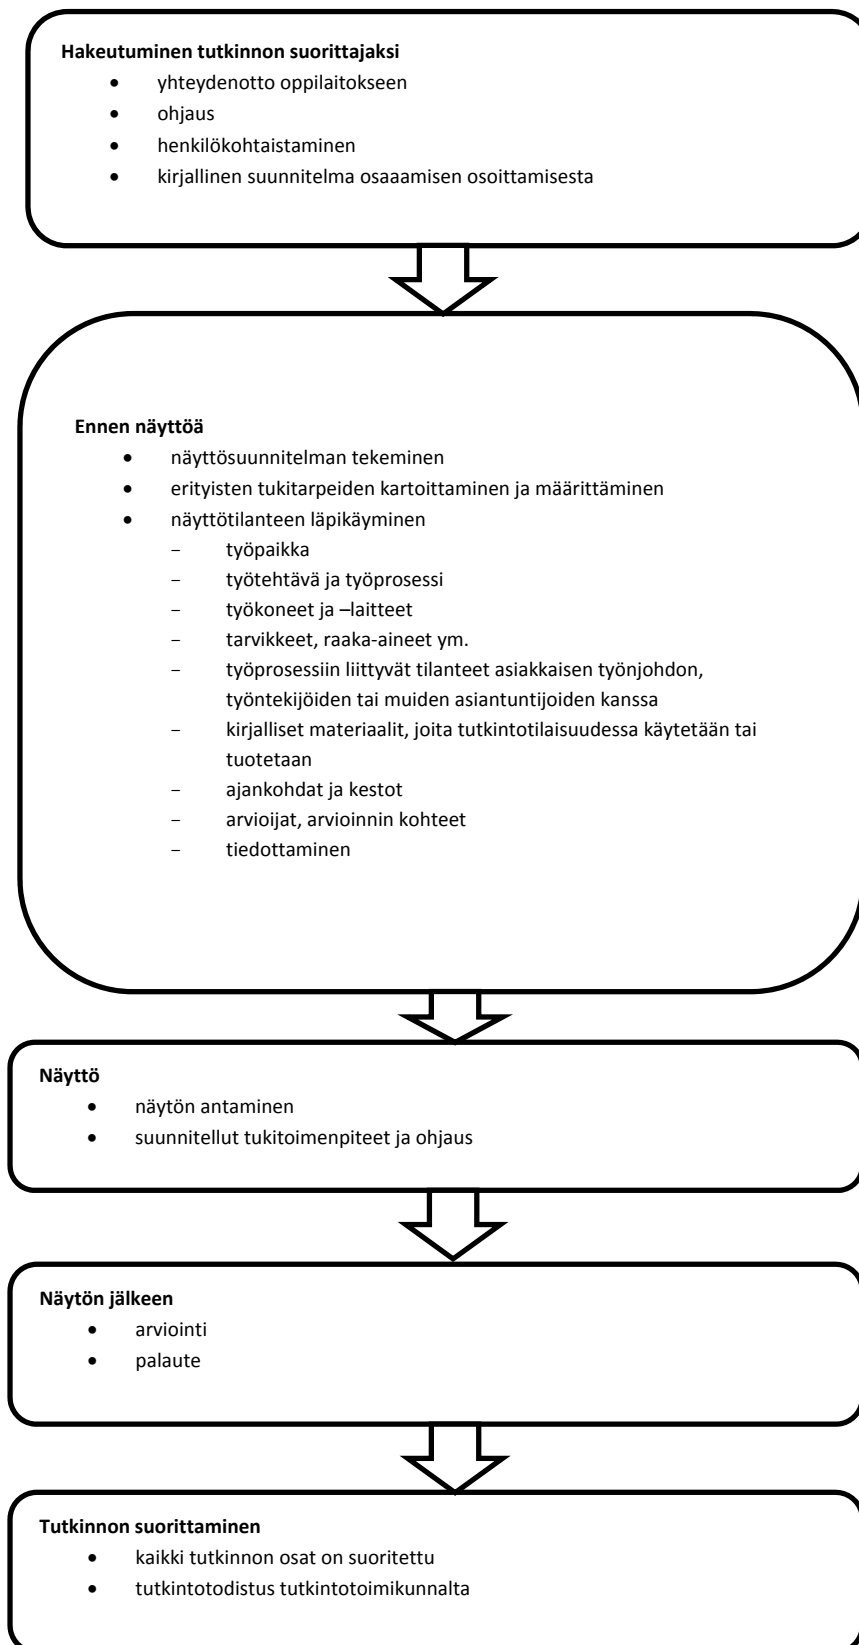 Hakeutuminen tutkinnon suorittajaksi
• yhteydenotto oppilaitokseen
• ohjaus
• henkilökohtaistaminen
• kirjallinen suunnitelma osaaamisen osoittamisesta
Ennen näyttöä
• näyttösuunnitelman tekeminen
• erityisten tukitarpeiden kartoittaminen ja määrittäminen
• näyttötilanteen läpikäyminen
– työpaikka
– työtehtävä ja työprosessi
– työkoneet ja –laitteet
– tarvikkeet, raaka-aineet ym.
– työprosessiin liittyvät tilanteet asiakkaisen työnjohdon,
työntekijöiden tai muiden asiantuntijoiden kanssa
– kirjalliset materiaalit, joita tutkintotilaisuudessa käytetään tai
tuotetaan
– ajankohdat ja kestot
– arvioijat, arvioinnin kohteet
– tiedottaminen
Näyttö
• näytön antaminen
• suunnitellut tukitoimenpiteet ja ohjaus
Näytön jälkeen
• arviointi
• palaute
Tutkinnon suorittaminen
• kaikki tutkinnon osat on suoritettu
• tutkintotodistus tutkintotoimikunnalta